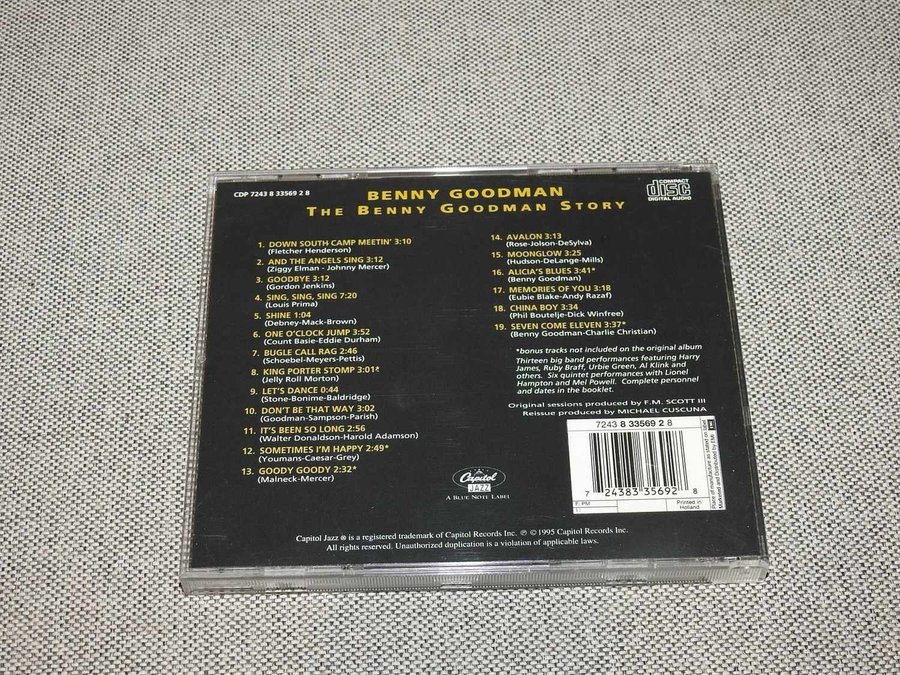 CDP 7243 8 33569 2 8
BENNY GOODMAN
THE BENNY GOODMAN STORY
COMPACT
disc
DIGITAL AUDIO
1. DOWN SOUTH CAMP MEETIN' 3:10
(Fletcher Henderson)
2. AND THE ANGELS SING 3:12
(Ziggy Elman - Johnny Mercer)
3. GOODBYE 3:12
(Gordon Jenkins)
4. SING, SING, SING 7:20
(Louis Prima)
5. SHINE 1:04
(Debney-Mack-Brown)
6. ONE O'CLOCK JUMP 3:52
(Count Basie-Eddie Durham)
7. BUGLE CALL RAG 2:46
(Schoebel-Meyers-Pettis)
8. KING PORTER STOMP 3:01*
(Jelly Roll Morton)
9. LET'S DANCE 0:44
(Stone-Bonime-Baldridge)
10. DON'T BE THAT WAY 3:02
(Goodman-Sampson-Parish)
11. IT'S BEEN SO LONG 2:56
(Walter Donaldson-Harold Adamson)
12. SOMETIMES I'M HAPPY 2:49*
(Youmans-Caesar-Grey)
13. GOODY GOODY 2:32*
(Malneck-Mercer)
14. AVALON 3:13
(Rose-Jolson-DeSylva)
15. MOONGLOW 3:25
(Hudson-DeLange-Mills)
16. ALICIA'S BLUES 3:41*
(Benny Goodman)
17. MEMORIES OF YOU 3:18
(Eubie Blake-Andy Razaf)
18. CHINA BOY 3:34
(Phil Boutelje-Dick Winfree)
19. SEVEN COME ELEVEN 3:37*
(Benny Goodman-Charlie Christian)
*bonus tracks not included on the original album
Thirteen big band performances featuring Harry
James, Ruby Braff, Urbie Green, Al Klink and
others. Six quintet performances with Lionel
Hampton and Mel Powell. Complete personnel
and dates in the booklet.
Original sessions produced by F.M. SCOTT III
Reissue produced by MICHAEL CUSCUNA
7243 8 33569 2 8
7 24383 35692 8
F: PM
Printed in
Holland
Place of manufacture as stated on label
Marketed and Distributed by EMI
Capitol
JAZZ
A BLUE NOTE LABEL
Capitol Jazz ® is a registered trademark of Capitol Records Inc. ℗ © 1995 Capitol Records Inc.
All rights reserved. Unauthorized duplication is a violation of applicable laws.